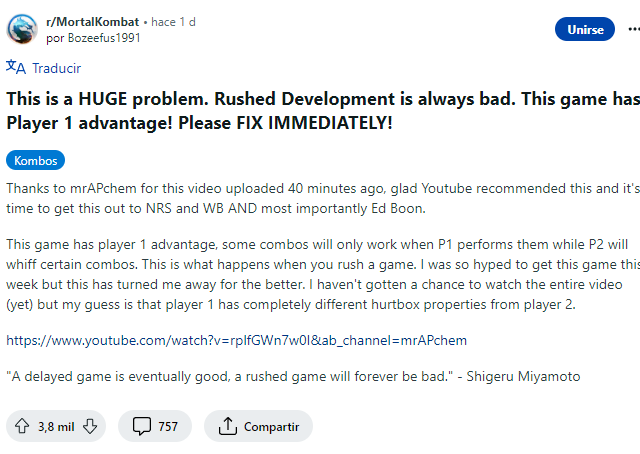 r/MortalKombat • hace 1 d
por Bozeefus1991
Unirse
Traducir
This is a HUGE problem. Rushed Development is always bad. This game has
Player 1 advantage! Please FIX IMMEDIATELY!
Kombos
Thanks to mrAPchem for this video uploaded 40 minutes ago, glad Youtube recommended this and it's
time to get this out to NRS and WB AND most importantly Ed Boon.
This game has player 1 advantage, some combos will only work when P1 performs them while P2 will
whiff certain combos. This is what happens when you rush a game. I was so hyped to get this game this
week but this has turned me away for the better. I haven't gotten a chance to watch the entire video
(yet) but my guess is that player 1 has completely different hurtbox properties from player 2.
https://www.youtube.com/watch?v=rpIfGWn7w0I&ab_channel=mrAPchem
"A delayed game is eventually good, a rushed game will forever be bad." - Shigeru Miyamoto
3,8 mil
757
Compartir